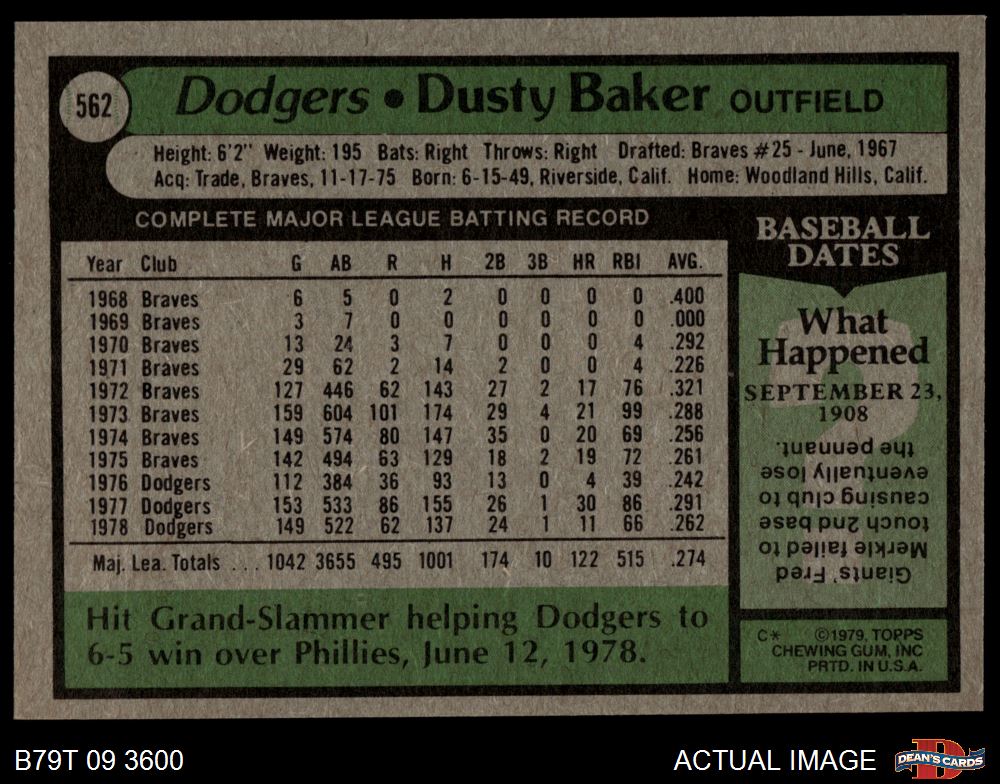 562
Dodgers • Dusty Baker OUTFIELD
Height: 6'2" Weight: 195 Bats: Right Throws: Right Drafted: Braves #25 - June, 1967
Acq: Trade, Braves, 11-17-75 Born: 6-15-49, Riverside, Calif. Home: Woodland Hills, Calif.
COMPLETE MAJOR LEAGUE BATTING RECORD
Year Club G AB R H 2B 3B HR RBI AVG.
1968 Braves 6 5 0 2 0 0 0 0 .400
1969 Braves 3 7 0 0 0 0 0 0 .000
1970 Braves 13 24 3 7 0 0 0 4 .292
1971 Braves 29 62 2 14 2 0 0 4 .226
1972 Braves 127 446 62 143 27 2 17 76 .321
1973 Braves 159 604 101 174 29 4 21 99 .288
1974 Braves 149 574 80 147 35 0 20 69 .256
1975 Braves 142 494 63 129 18 2 19 72 .261
1976 Dodgers 112 384 36 93 13 0 4 39 .242
1977 Dodgers 153 533 86 155 26 1 30 86 .291
1978 Dodgers 149 522 62 137 24 1 11 66 .262
Maj. Lea. Totals . . . 1042 3655 495 1001 174 10 122 515 .274
Hit Grand-Slammer helping Dodgers to
6-5 win over Phillies, June 12, 1978.
BASEBALL
DATES
What
Happened
SEPTEMBER 23,
1908
?
Giants' Fred
Merkle failed to
touch 2nd base
causing club to
eventually lose
the pennant.
C* ©1979, TOPPS
CHEWING GUM, INC
PRTD. IN U.S.A.
B79T 09 3600
ACTUAL IMAGE
D
DEAN'S CARDS